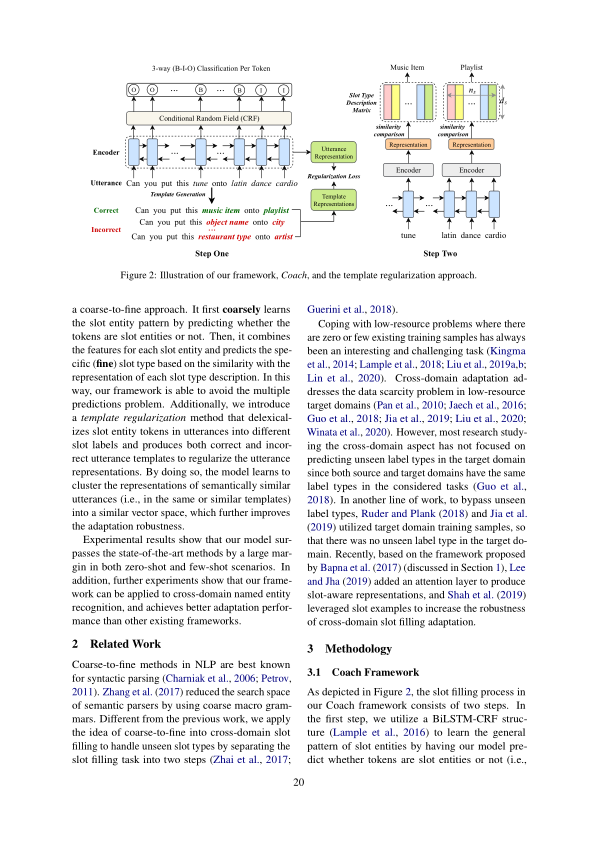 3-way (B-I-O) Classification Per Token
O O ... B ... B I I
Conditional Random Field (CRF)
Encoder
... ...
Utterance Can you put this tune onto latin dance cardio
Template Generation
Correct Can you put this music item onto playlist
Can you put this object name onto city
Incorrect ...
Can you put this restaurant type onto artist
Step One
Utterance
Representation
Regularization Loss
Template
Representations
Music Item Playlist
Slot Type
Description
Matrix
... ...
n_s
d_s
similarity
comparison
similarity
comparison
Representation Representation
Encoder Encoder
... ...
tune latin dance cardio
Step Two
Figure 2: Illustration of our framework, Coach, and the template regularization approach.
a coarse-to-fine approach. It first coarsely learns
the slot entity pattern by predicting whether the
tokens are slot entities or not. Then, it combines
the features for each slot entity and predicts the spe-
cific (fine) slot type based on the similarity with the
representation of each slot type description. In this
way, our framework is able to avoid the multiple
predictions problem. Additionally, we introduce
a template regularization method that delexical-
izes slot entity tokens in utterances into different
slot labels and produces both correct and incor-
rect utterance templates to regularize the utterance
representations. By doing so, the model learns to
cluster the representations of semantically similar
utterances (i.e., in the same or similar templates)
into a similar vector space, which further improves
the adaptation robustness.
Experimental results show that our model sur-
passes the state-of-the-art methods by a large mar-
gin in both zero-shot and few-shot scenarios. In
addition, further experiments show that our frame-
work can be applied to cross-domain named entity
recognition, and achieves better adaptation perfor-
mance than other existing frameworks.
2 Related Work
Coarse-to-fine methods in NLP are best known
for syntactic parsing (Charniak et al., 2006; Petrov,
2011). Zhang et al. (2017) reduced the search space
of semantic parsers by using coarse macro gram-
mars. Different from the previous work, we apply
the idea of coarse-to-fine into cross-domain slot
filling to handle unseen slot types by separating the
slot filling task into two steps (Zhai et al., 2017;
Guerini et al., 2018).
Coping with low-resource problems where there
are zero or few existing training samples has always
been an interesting and challenging task (Kingma
et al., 2014; Lample et al., 2018; Liu et al., 2019a,b;
Lin et al., 2020). Cross-domain adaptation ad-
dresses the data scarcity problem in low-resource
target domains (Pan et al., 2010; Jaech et al., 2016;
Guo et al., 2018; Jia et al., 2019; Liu et al., 2020;
Winata et al., 2020). However, most research study-
ing the cross-domain aspect has not focused on
predicting unseen label types in the target domain
since both source and target domains have the same
label types in the considered tasks (Guo et al.,
2018). In another line of work, to bypass unseen
label types, Ruder and Plank (2018) and Jia et al.
(2019) utilized target domain training samples, so
that there was no unseen label type in the target do-
main. Recently, based on the framework proposed
by Bapna et al. (2017) (discussed in Section 1), Lee
and Jha (2019) added an attention layer to produce
slot-aware representations, and Shah et al. (2019)
leveraged slot examples to increase the robustness
of cross-domain slot filling adaptation.
3 Methodology
3.1 Coach Framework
As depicted in Figure 2, the slot filling process in
our Coach framework consists of two steps. In
the first step, we utilize a BiLSTM-CRF struc-
ture (Lample et al., 2016) to learn the general
pattern of slot entities by having our model pre-
dict whether tokens are slot entities or not (i.e.,
20